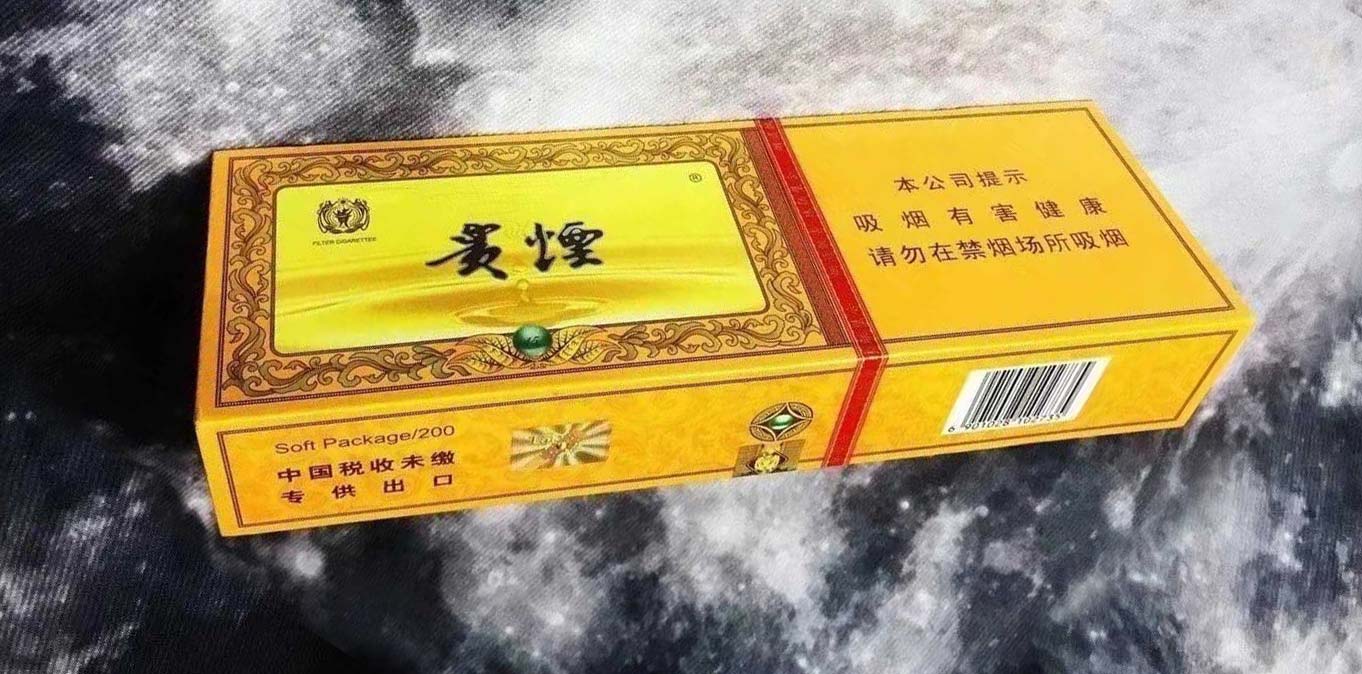 FILTER CIGARETTES
®
貴煙
本公司提示
吸烟有害健康
请勿在禁烟场所吸烟
Soft Package/200
中国税收未缴
专供出口